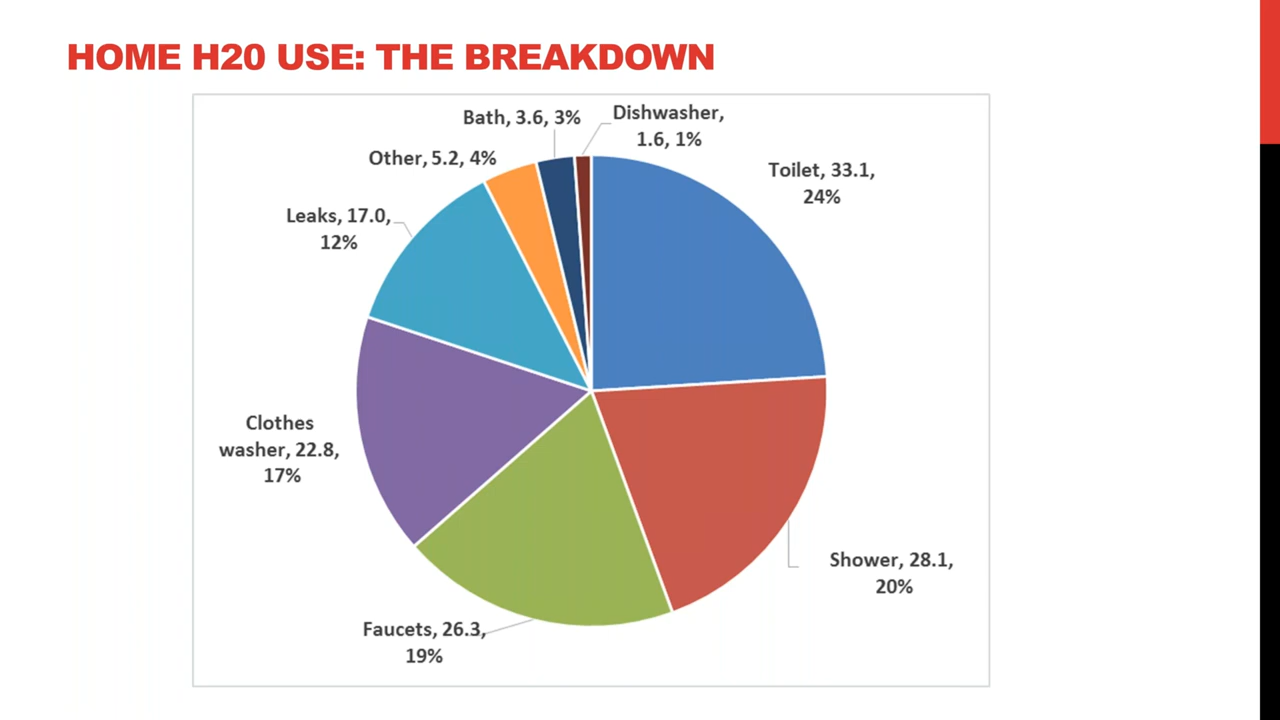 HOME H20 USE: THE BREAKDOWN
Bath, 3.6, 3%
Dishwasher,
1.6, 1%
Other, 5.2, 4%
Toilet, 33.1,
24%
Leaks, 17.0,
12%
Clothes
washer, 22.8,
17%
Shower, 28.1,
20%
Faucets, 26.3,
19%